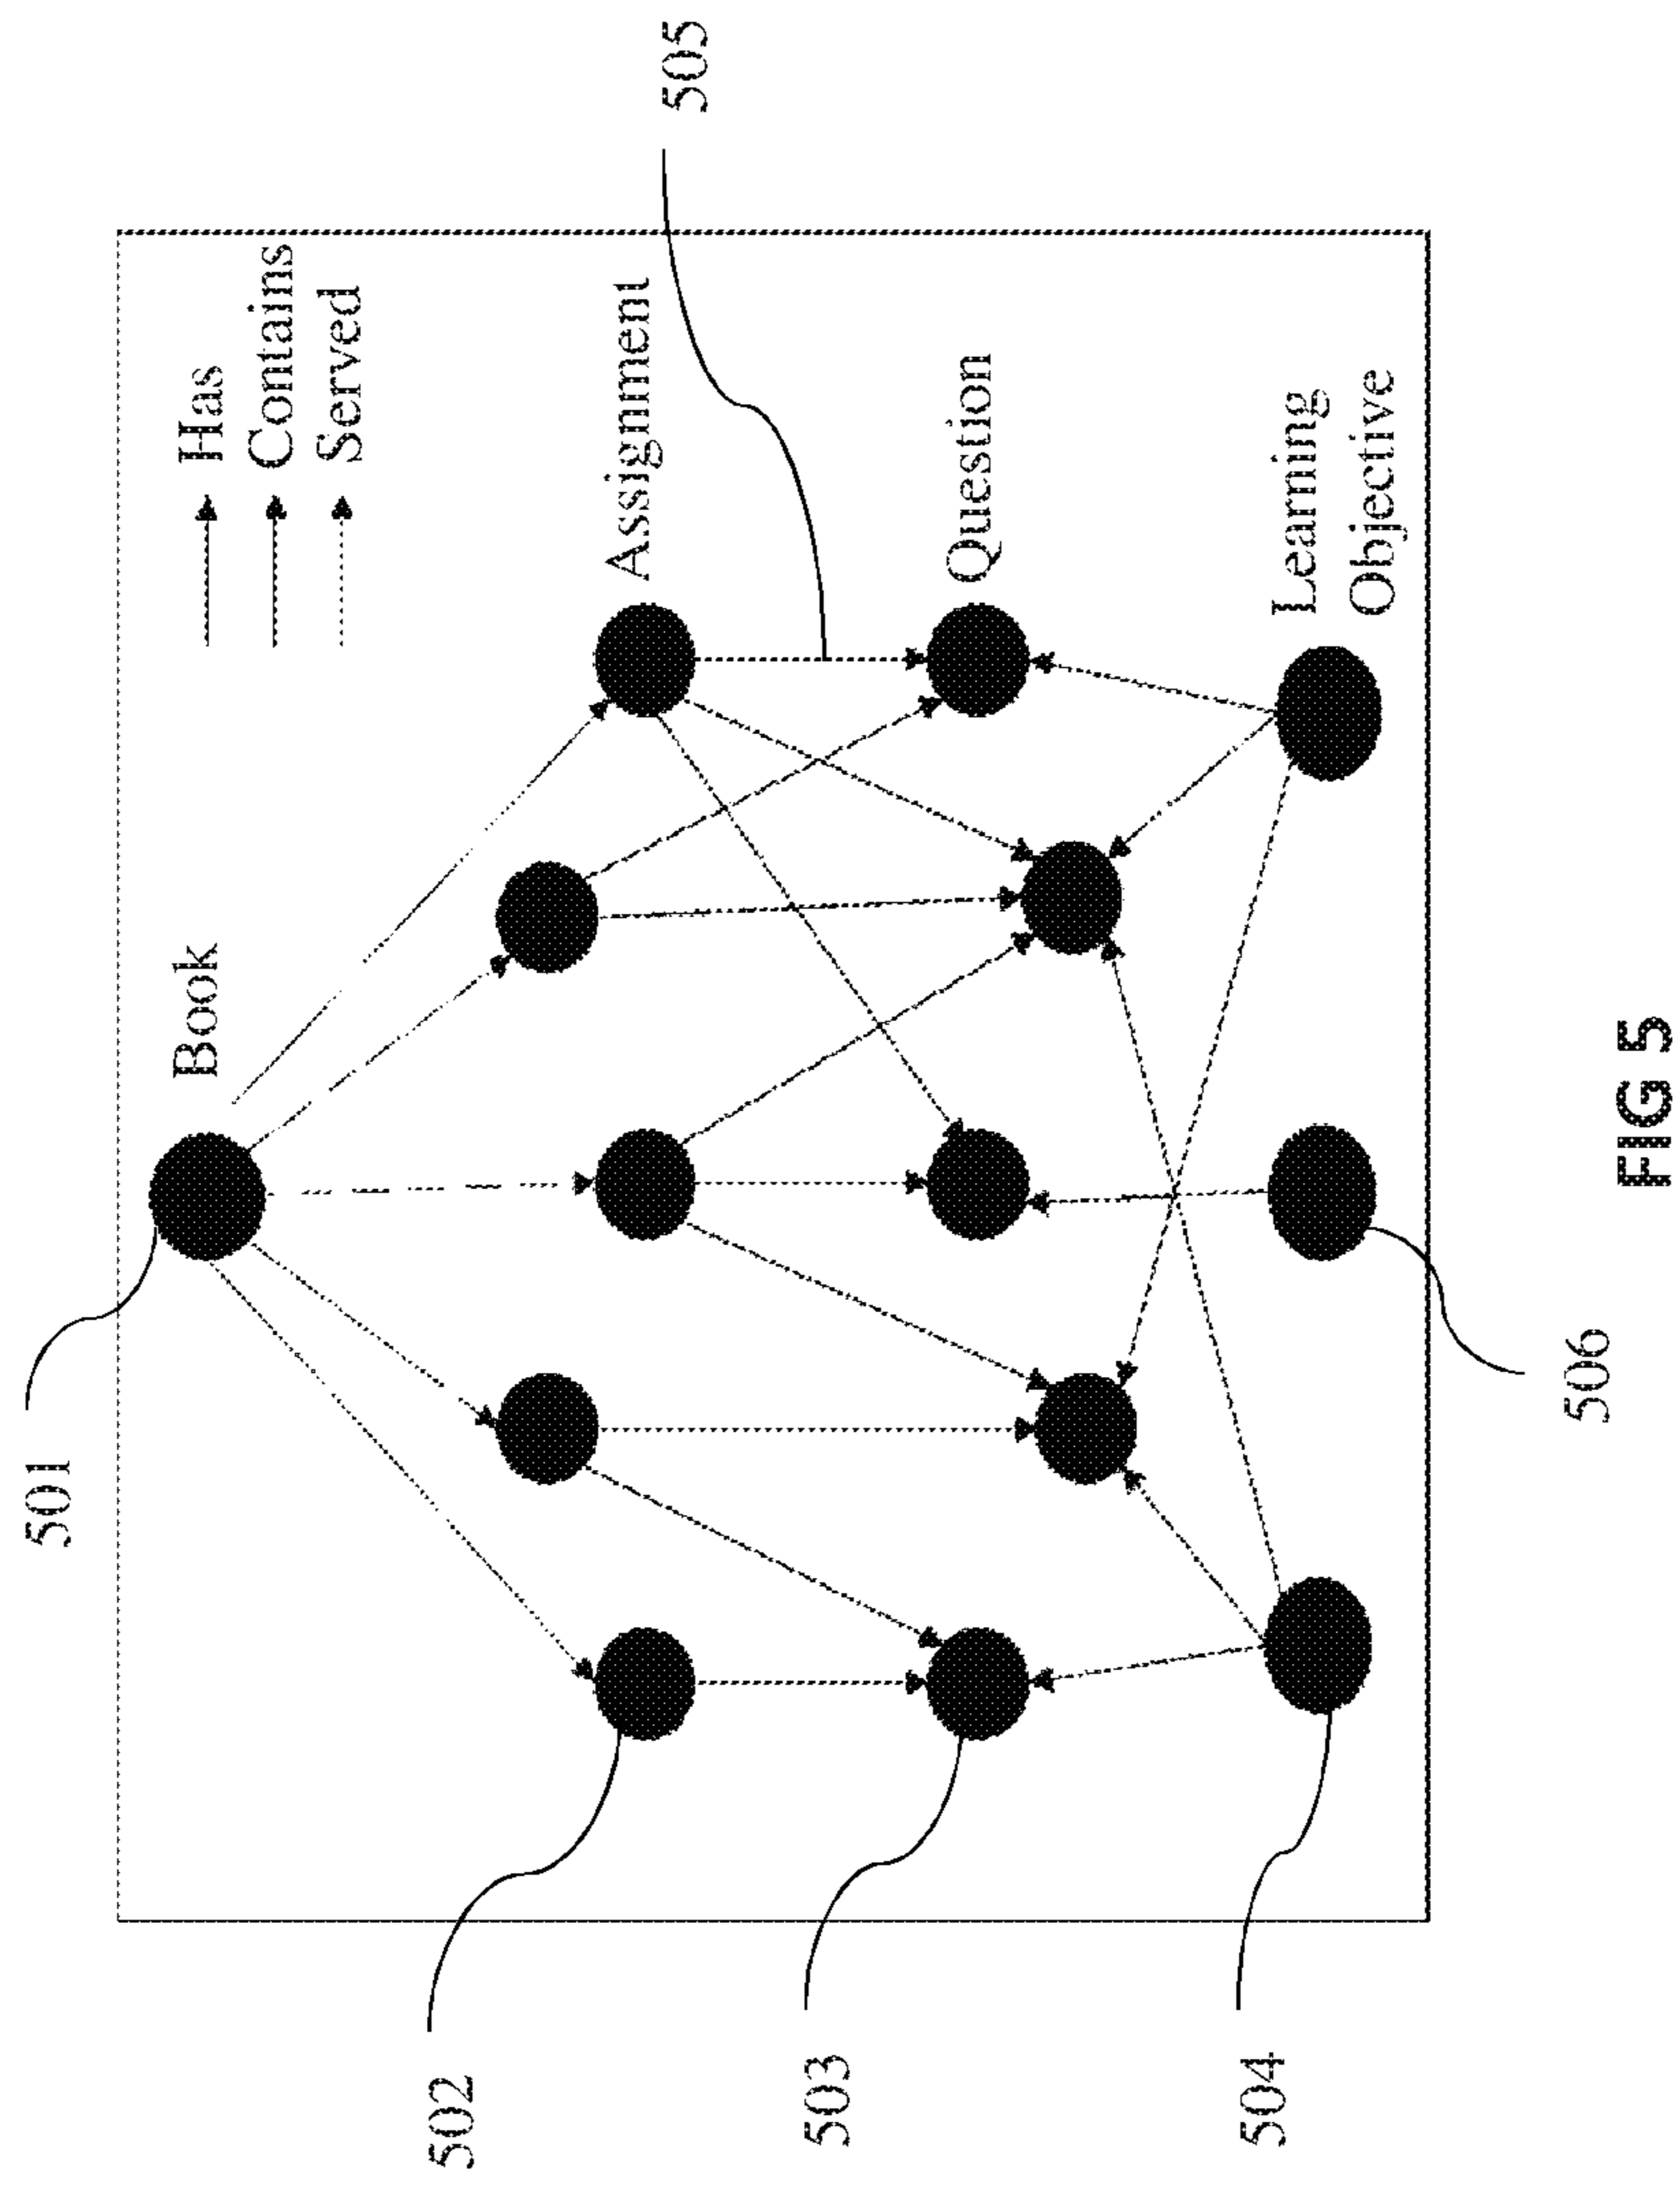 501
Book
Has
Contains
Served
Assignment
505
Question
Learning
Objective
502
503
504
506
FIG 5